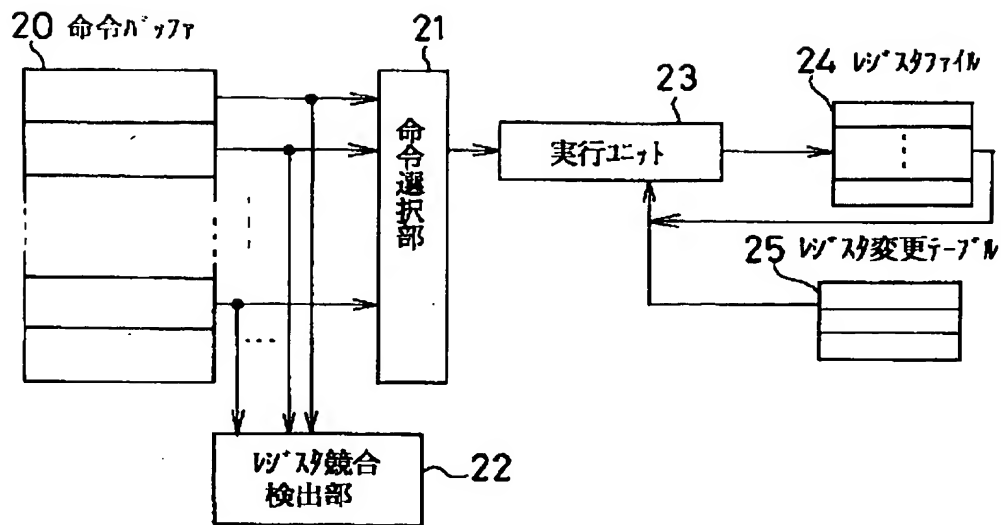 20 命令バッファ
21
命令選択部
23
実行ユニット
24 レジスタファイル
25 レジスタ変更テーブル
レジスタ競合
検出部
22